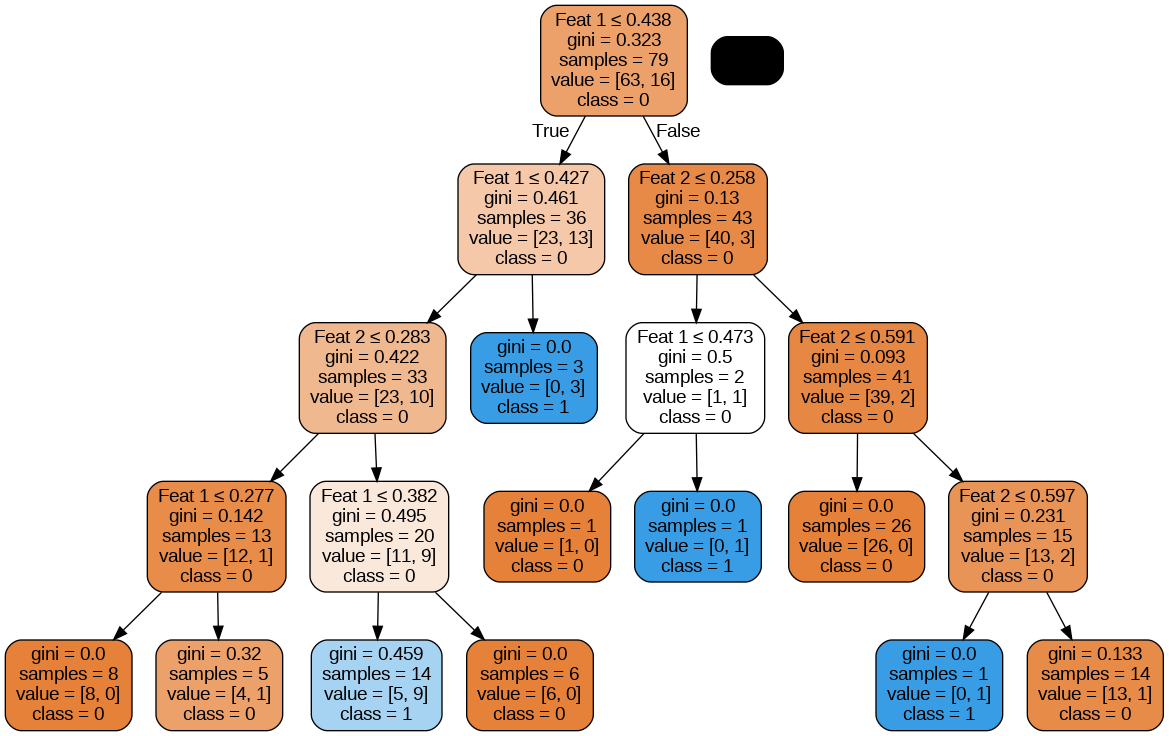 Feat 1 ≤ 0.438
gini = 0.323
samples = 79
value = [63, 16]
class = 0
True
False
Feat 1 ≤ 0.427
gini = 0.461
samples = 36
value = [23, 13]
class = 0
Feat 2 ≤ 0.258
gini = 0.13
samples = 43
value = [40, 3]
class = 0
Feat 2 ≤ 0.283
gini = 0.422
samples = 33
value = [23, 10]
class = 0
gini = 0.0
samples = 3
value = [0, 3]
class = 1
Feat 1 ≤ 0.473
gini = 0.5
samples = 2
value = [1, 1]
class = 0
Feat 2 ≤ 0.591
gini = 0.093
samples = 41
value = [39, 2]
class = 0
Feat 1 ≤ 0.277
gini = 0.142
samples = 13
value = [12, 1]
class = 0
Feat 1 ≤ 0.382
gini = 0.495
samples = 20
value = [11, 9]
class = 0
gini = 0.0
samples = 1
value = [1, 0]
class = 0
gini = 0.0
samples = 1
value = [0, 1]
class = 1
gini = 0.0
samples = 26
value = [26, 0]
class = 0
Feat 2 ≤ 0.597
gini = 0.231
samples = 15
value = [13, 2]
class = 0
gini = 0.0
samples = 8
value = [8, 0]
class = 0
gini = 0.32
samples = 5
value = [4, 1]
class = 0
gini = 0.459
samples = 14
value = [5, 9]
class = 1
gini = 0.0
samples = 6
value = [6, 0]
class = 0
gini = 0.0
samples = 1
value = [0, 1]
class = 1
gini = 0.133
samples = 14
value = [13, 1]
class = 0